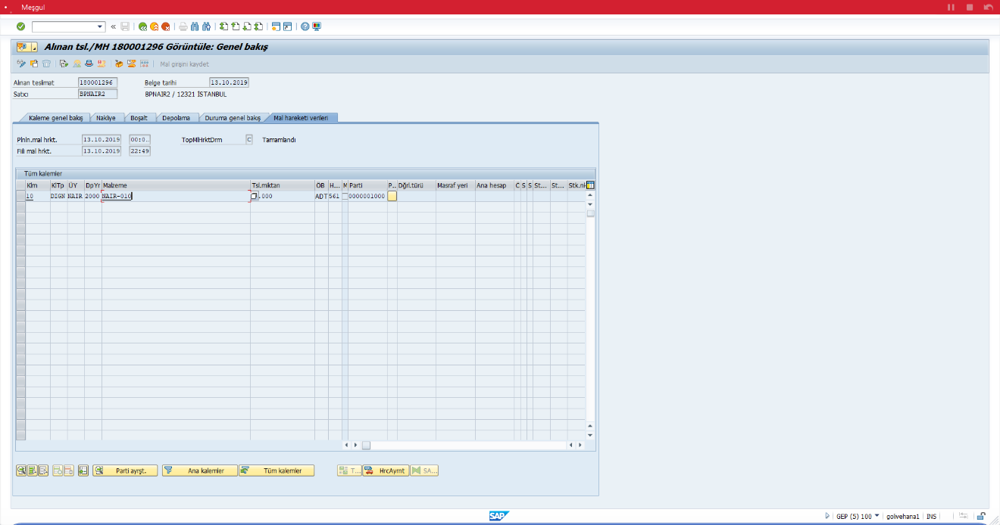 Meşgul
«
Alınan tsl./MH 180001296 Görüntüle: Genel bakış
Mal girişini kaydet
Alınan teslimat 180001296 Belge tarihi 13.10.2019
Satıcı BPNAIR2 BPNAIR2 / 12321 İSTANBUL
Kaleme genel bakış Nakliye Boşalt Depolama Duruma genel bakış Mal hareketi verileri
Plnln.mal hrkt. 13.10.2019 00:0.. TopMlHrktDrm C Tamamlandı
Fiili mal hrkt. 13.10.2019 22:49
Tüm kalemler
Klm KlTp ÜY DpYr Malzeme Tsl.miktarı ÖB H... M Parti P.. Dğrl.türü Masraf yeri Ana hesap Ö S S St... St... Stk.nı
10 DIGN NAIR 2000 NAIR-010 .000 ADT 561 0000001000
Parti ayrşt. Ana kalemler Tüm kalemler T... HrcAyrnt SA...
SAP GEP (5) 100 golivehana1 INS